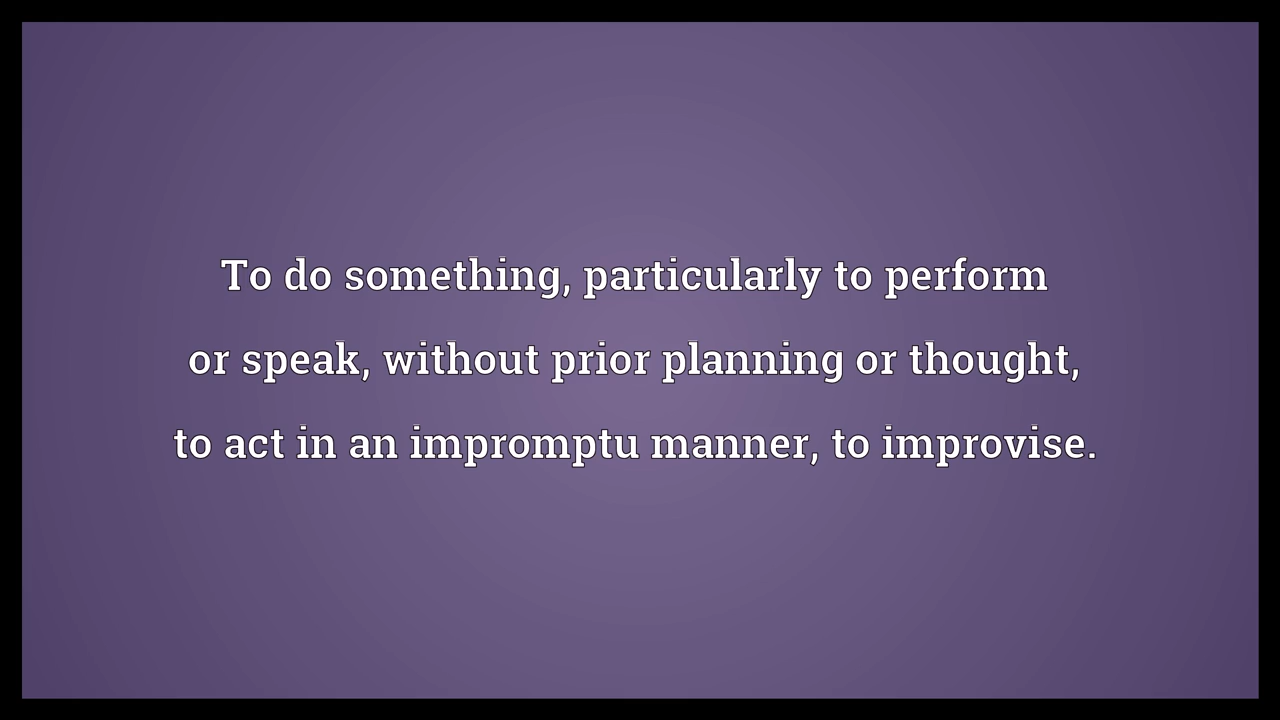 To do something, particularly to perform
or speak, without prior planning or thought,
to act in an impromptu manner, to improvise.